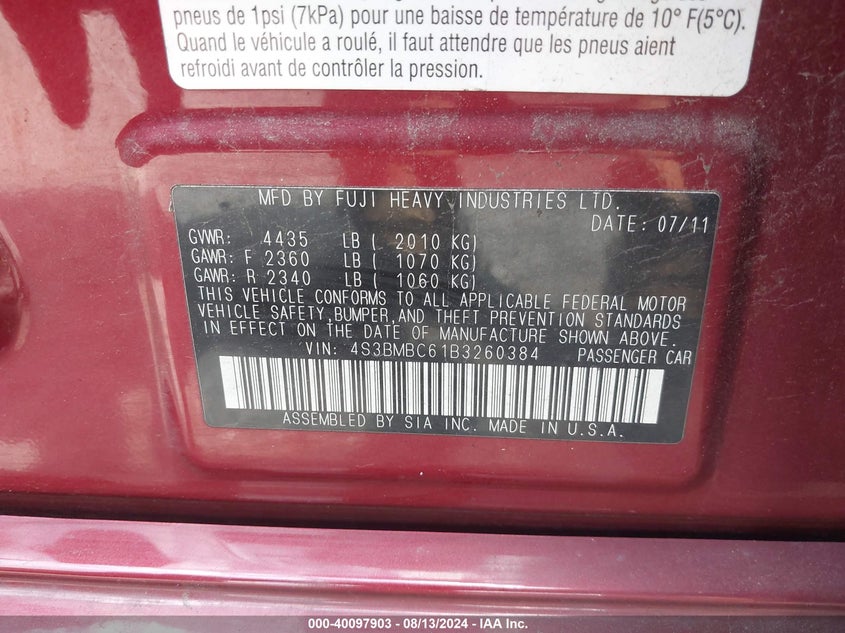 pneus de 1psi (7kPa) pour une baisse de température de 10° F(5°C).
Quand le véhicule a roulé, il faut attendre que les pneus aient
refroidi avant de contrôler la pression.
MFD BY FUJI HEAVY INDUSTRIES LTD.
DATE: 07/11
GVWR: 4435 LB ( 2010 KG)
GAWR: F 2360 LB ( 1070 KG)
GAWR: R 2340 LB ( 1060 KG)
THIS VEHICLE CONFORMS TO ALL APPLICABLE FEDERAL MOTOR
VEHICLE SAFETY, BUMPER, AND THEFT PREVENTION STANDARDS
IN EFFECT ON THE DATE OF MANUFACTURE SHOWN ABOVE.
VIN: 4S3BMBC61B3260384 PASSENGER CAR
ASSEMBLED BY SIA INC. MADE IN U.S.A.
000-40097903 - 08/13/2024 - IAA Inc.